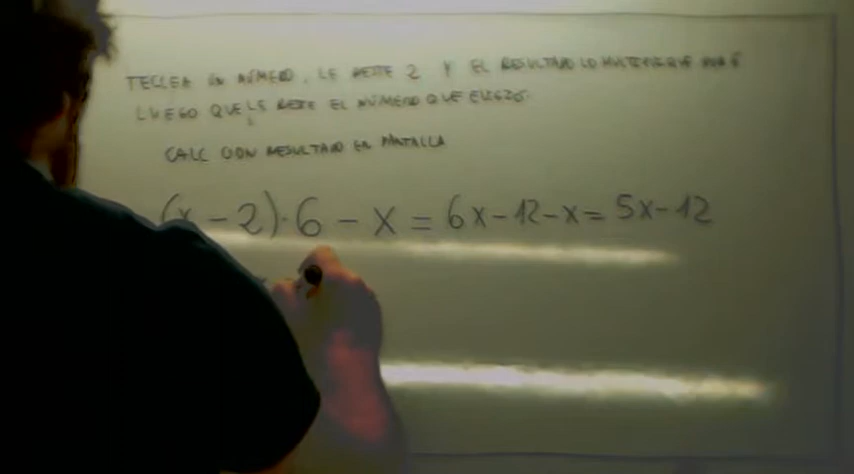 TECLEA UN NÚMERO, LE RESTE 2 Y EL RESULTADO LO MULTIPLIQUE POR 6
LUEGO QUE LE RESTE EL NÚMERO QUE ELIGIÓ.
CALC CON RESULTADO EN PANTALLA
(x - 2) · 6 - x = 6x - 12 - x = 5x - 12